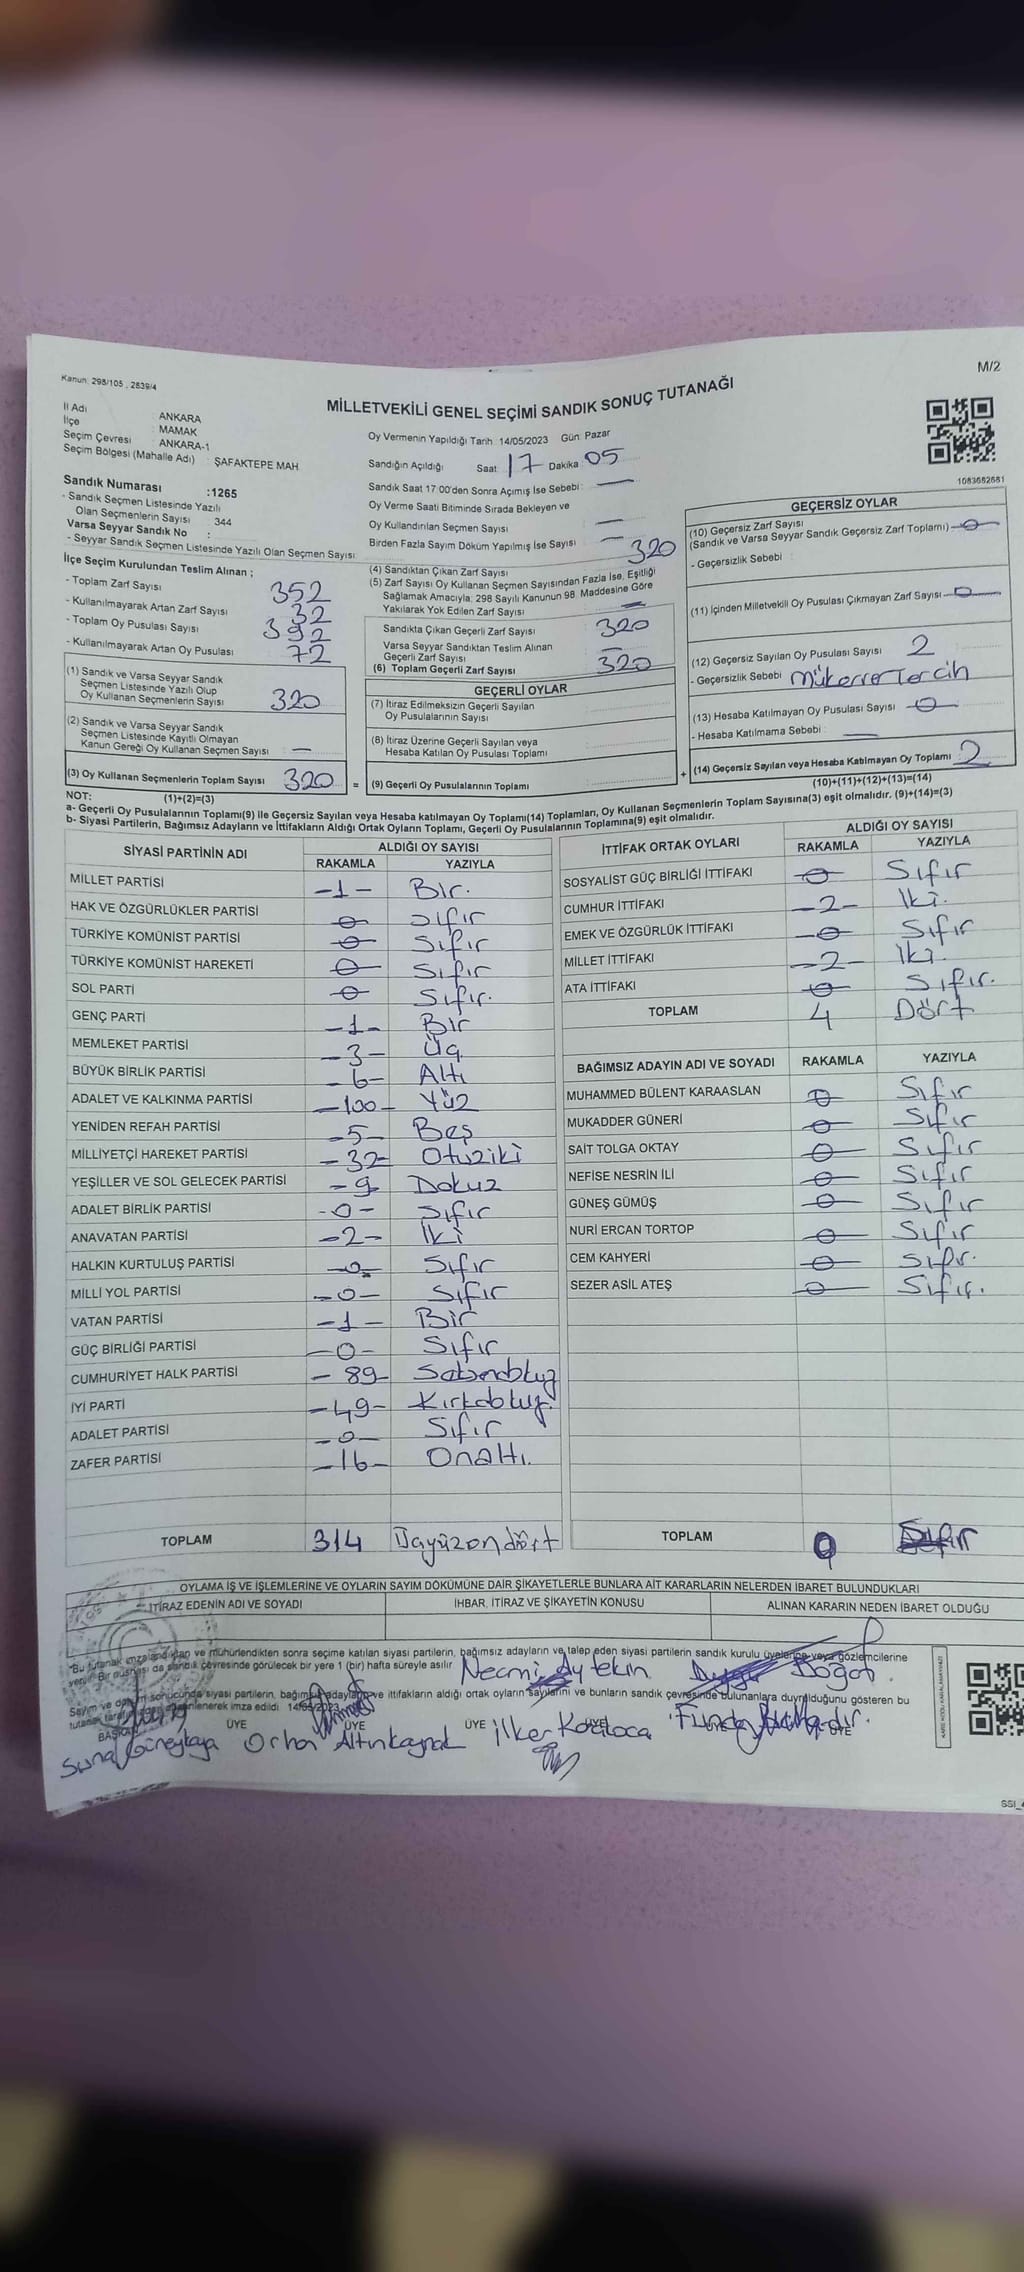 Kanun: 298/105 , 2839/4
M/2
MİLLETVEKİLİ GENEL SEÇİMİ SANDIK SONUÇ TUTANAĞI
İl Adı ANKARA
İlçe MAMAK
Seçim Çevresi ANKARA-1
Seçim Bölgesi (Mahalle Adı) : ŞAFAKTEPE MAH
Oy Vermenin Yapıldığı Tarih 14/05/2023 Gün: Pazar
Sandığın Açıldığı Saat 17 Dakika 05
Sandık Saat 17:00'den Sonra Açımış İse Sebebi: —
Oy Verme Saati Bitiminde Sırada Bekleyen ve
Oy Kullandırılan Seçmen Sayısı —
Birden Fazla Sayım Döküm Yapılmış İse Sayısı —
1083682681
Sandık Numarası :1265
- Sandık Seçmen Listesinde Yazılı
Olan Seçmenlerin Sayısı : 344
Varsa Seyyar Sandık No :
- Seyyar Sandık Seçmen Listesinde Yazılı Olan Seçmen Sayısı:
İlçe Seçim Kurulundan Teslim Alınan ;
- Toplam Zarf Sayısı 352
- Kullanılmayarak Artan Zarf Sayısı 32
- Toplam Oy Pusulası Sayısı 392
- Kullanılmayarak Artan Oy Pusulası 72
(1) Sandık ve Varsa Seyyar Sandık
Seçmen Listesinde Yazılı Olup
Oy Kullanan Seçmenlerin Sayısı 320
(2) Sandık ve Varsa Seyyar Sandık
Seçmen Listesinde Kayıtlı Olmayan
Kanun Gereği Oy Kullanan Seçmen Sayısı : —
(3) Oy Kullanan Seçmenlerin Toplam Sayısı 320 =
(1)+(2)=(3)
(4) Sandıktan Çıkan Zarf Sayısı 320
(5) Zarf Sayısı Oy Kullanan Seçmen Sayısından Fazla İse, Eşitliği
Sağlamak Amacıyla; 298 Sayılı Kanunun 98. Maddesine Göre
Yakılarak Yok Edilen Zarf Sayısı —
Sandıkta Çıkan Geçerli Zarf Sayısı 320
Varsa Seyyar Sandıktan Teslim Alınan
Geçerli Zarf Sayısı —
(6) Toplam Geçerli Zarf Sayısı 320
GEÇERLİ OYLAR
(7) İtiraz Edilmeksizin Geçerli Sayılan
Oy Pusulalarının Sayısı
(8) İtiraz Üzerine Geçerli Sayılan veya
Hesaba Katılan Oy Pusulası Toplamı
(9) Geçerli Oy Pusulalarının Toplamı +
GEÇERSİZ OYLAR
(10) Geçersiz Zarf Sayısı
(Sandık ve Varsa Seyyar Sandık Geçersiz Zarf Toplamı) 0
- Geçersizlik Sebebi :
(11) İçinden Milletvekili Oy Pusulası Çıkmayan Zarf Sayısı 0
(12) Geçersiz Sayılan Oy Pusulası Sayısı 2
- Geçersizlik Sebebi mükerrer Tercih
(13) Hesaba Katılmayan Oy Pusulası Sayısı 0
- Hesaba Katılmama Sebebi : —
(14) Geçersiz Sayılan veya Hesaba Katılmayan Oy Toplamı 2
(10)+(11)+(12)+(13)=(14)
NOT:
a- Geçerli Oy Pusulalarının Toplamı(9) İle Geçersiz Sayılan veya Hesaba katılmayan Oy Toplamı(14) Toplamları, Oy Kullanan Seçmenlerin Toplam Sayısına(3) eşit olmalıdır. (9)+(14)=(3)
b- Siyasi Partilerin, Bağımsız Adayların ve İttifakların Aldığı Ortak Oyların Toplamı, Geçerli Oy Pusulalarının Toplamına(9) eşit olmalıdır.
SİYASİ PARTİNİN ADI ALDIĞI OY SAYISI
RAKAMLA YAZIYLA
MİLLET PARTİSİ -1- Bir.
HAK VE ÖZGÜRLÜKLER PARTİSİ 0 Sıfır
TÜRKİYE KOMÜNİST PARTİSİ 0 Sıfır
TÜRKİYE KOMÜNİST HAREKETİ 0 Sıfır
SOL PARTİ 0 Sıfır.
GENÇ PARTİ -1- Bir
MEMLEKET PARTİSİ -3- Üç
BÜYÜK BİRLİK PARTİSİ -6- Altı
ADALET VE KALKINMA PARTİSİ -100- Yüz
YENİDEN REFAH PARTİSİ -5- Beş
MİLLİYETÇİ HAREKET PARTİSİ -32- Otuziki
YEŞİLLER VE SOL GELECEK PARTİSİ -9- Dokuz
ADALET BİRLİK PARTİSİ -0- Sıfır
ANAVATAN PARTİSİ -2- İki
HALKIN KURTULUŞ PARTİSİ -0- Sıfır
MİLLİ YOL PARTİSİ -0- Sıfır
VATAN PARTİSİ -1- Bir
GÜÇ BİRLİĞİ PARTİSİ -0- Sıfır
CUMHURİYET HALK PARTİSİ -89- Seksendokuz
İYİ PARTİ -49- Kırkdokuz
ADALET PARTİSİ -0- Sıfır
ZAFER PARTİSİ -16- Onaltı.
TOPLAM 314 Üçyüzondört
İTTİFAK ORTAK OYLARI ALDIĞI OY SAYISI
RAKAMLA YAZIYLA
SOSYALİST GÜÇ BİRLİĞİ İTTİFAKI 0 Sıfır
CUMHUR İTTİFAKI -2- İki.
EMEK VE ÖZGÜRLÜK İTTİFAKI 0 Sıfır
MİLLET İTTİFAKI -2- İki.
ATA İTTİFAKI 0 Sıfır.
TOPLAM 4 Dört
BAĞIMSIZ ADAYIN ADI VE SOYADI RAKAMLA YAZIYLA
MUHAMMED BÜLENT KARAASLAN 0 Sıfır
MUKADDER GÜNERİ 0 Sıfır
SAİT TOLGA OKTAY 0 Sıfır
NEFİSE NESRİN İLİ 0 Sıfır
GÜNEŞ GÜMÜŞ 0 Sıfır
NURİ ERCAN TORTOP 0 Sıfır
CEM KAHYERİ 0 Sıfır.
SEZER ASİL ATEŞ 0 Sıfır.
TOPLAM 0 Sıfır
OYLAMA İŞ VE İŞLEMLERİNE VE OYLARIN SAYIM DÖKÜMÜNE DAİR ŞİKAYETLERLE BUNLARA AİT KARARLARIN NELERDEN İBARET BULUNDUKLARI
İTİRAZ EDENİN ADI VE SOYADI İHBAR, İTİRAZ VE ŞİKAYETİN KONUSU ALINAN KARARIN NEDEN İBARET OLDUĞU
"Bu tutanak imzalandıktan ve mühürlendikten sonra seçime katılan siyasi partilerin, bağımsız adayların ve talep eden siyasi partilerin sandık kurulu üyelerine veya gözlemcilerine
verilir. Bir nüshası da sandık çevresinde görülecek bir yere 1 (bir) hafta süreyle asılır. Necmi Aytekin Duygu Doğat
Sayım ve döküm sonucunda siyasi partilerin, bağımsız adayların ve ittifakların aldığı ortak oyların sayılarını ve bunların sandık çevresinde bulunanlara duyrulduğunu gösteren bu
tutanak tarafımızdan düzenlenerek imza edildi. 14/05/2023
BAŞKAN ÜYE ÜYE ÜYE ÜYE ÜYE
Suna Güneykaya Orhan Altınkaynak İlker Funda
SSI_